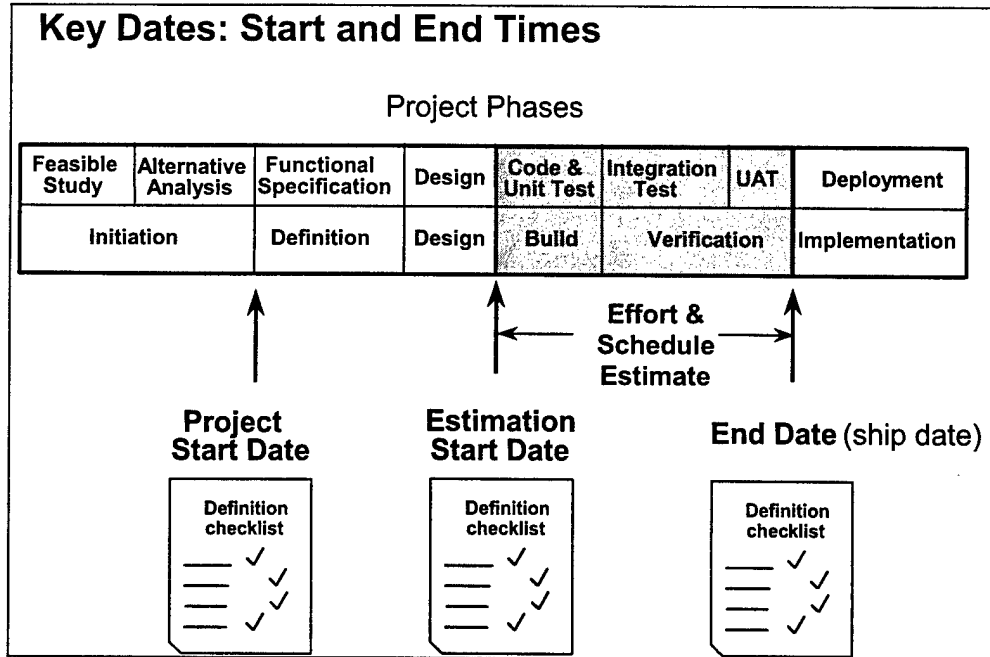 Key Dates: Start and End Times
Project Phases
Feasible
Study
Alternative
Analysis
Functional
Specification
Design
Code &
Unit Test
Integration
Test
UAT
Deployment
Initiation
Definition
Design
Build
Verification
Implementation
Effort &
Schedule
Estimate
Project
Start Date
Estimation
Start Date
End Date (ship date)
Definition
checklist
Definition
checklist
Definition
checklist